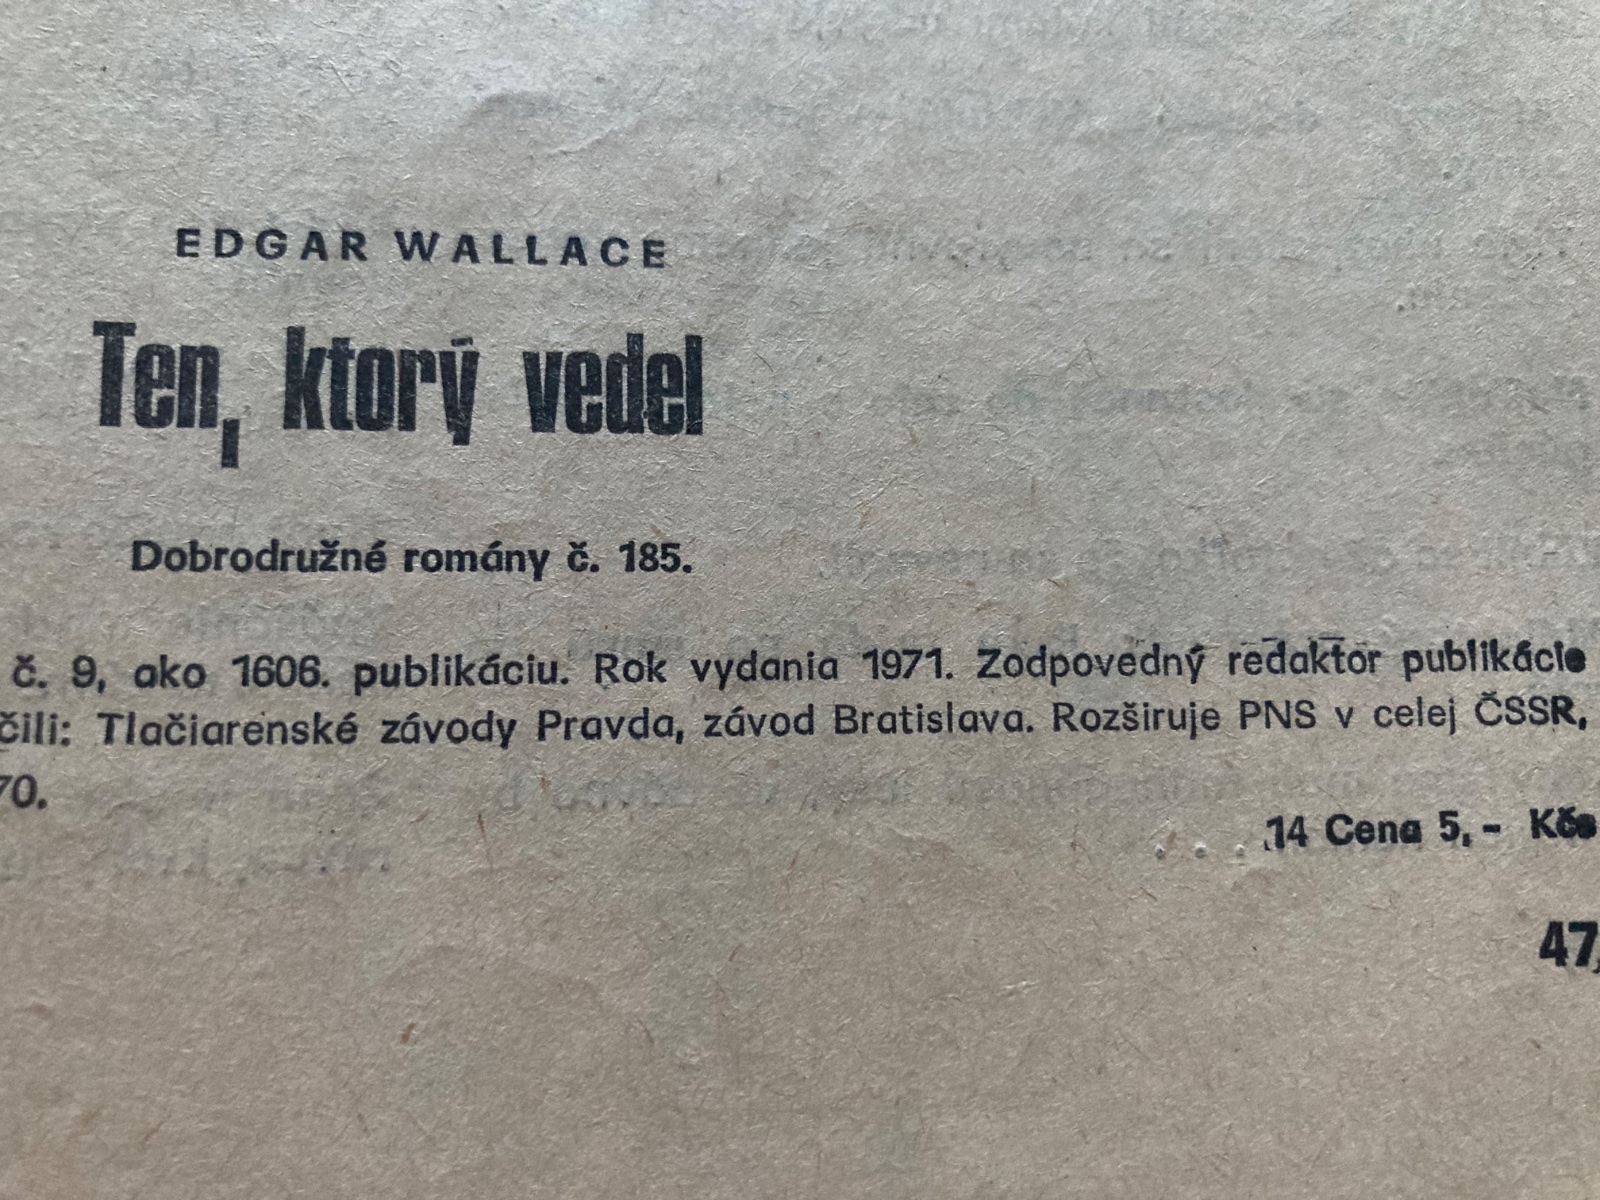 EDGAR WALLACE
Ten, ktorý vedel
Dobrodružné romány č. 185.
č. 9, ako 1606. publikáciu. Rok vydania 1971. Zodpovedný redaktor publikácie
čili: Tlačiarenské závody Pravda, závod Bratislava. Rozširuje PNS v celej ČSSR,
70.
14 Cena 5,- Kčs
47,